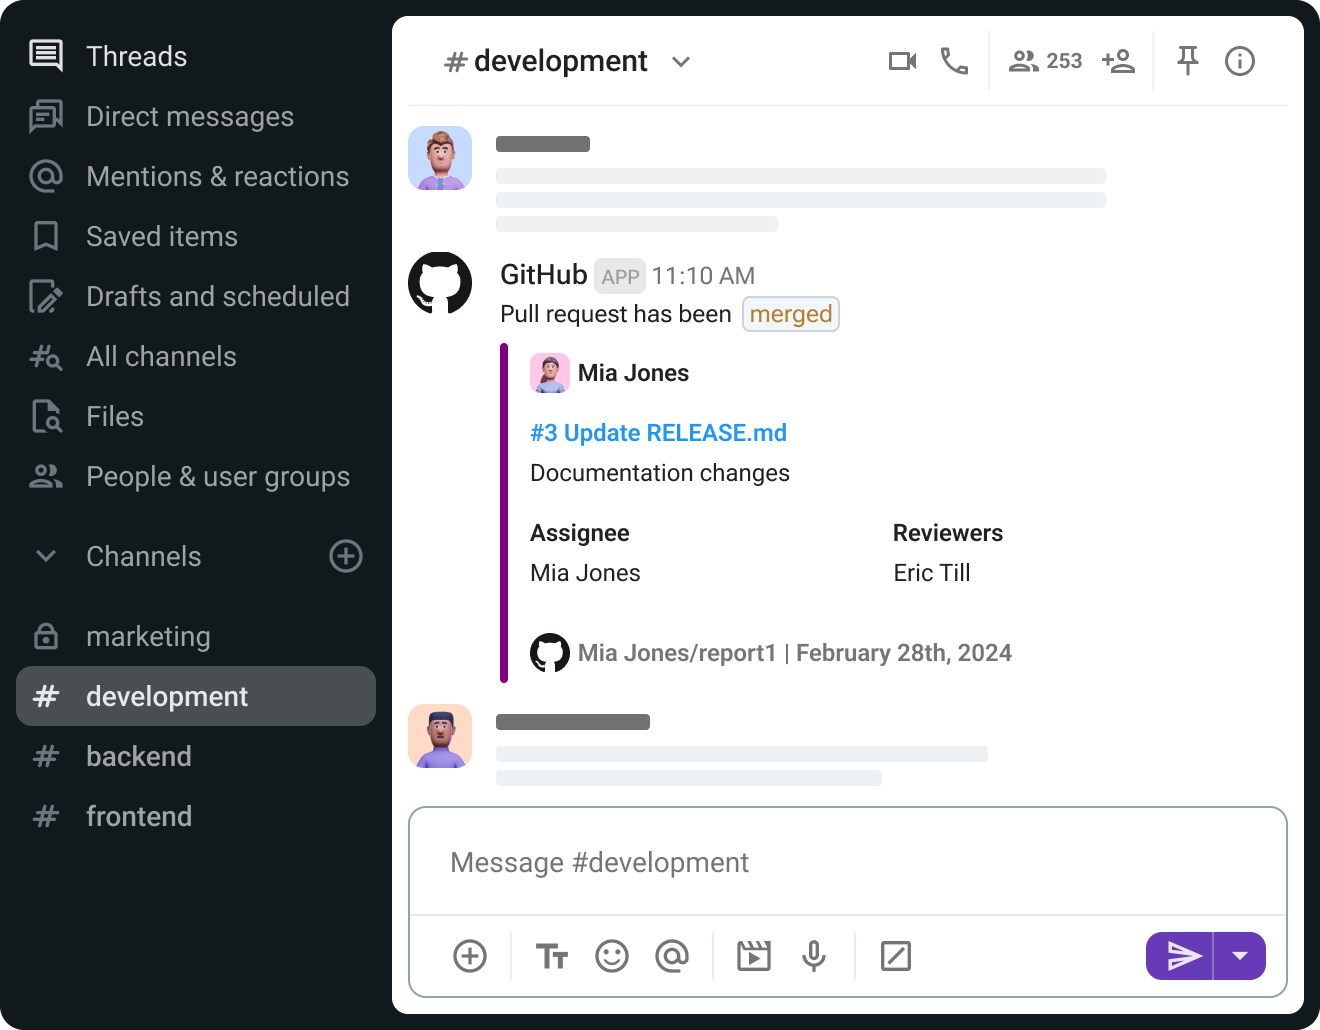 Threads
Direct messages
Mentions & reactions
Saved items
Drafts and scheduled
All channels
Files
People & user groups
Channels
marketing
# development
# backend
# frontend
# development
253
GitHub APP 11:10 AM
Pull request has been merged
Mia Jones
#3 Update RELEASE.md
Documentation changes
Assignee Reviewers
Mia Jones Eric Till
Mia Jones/report1 | February 28th, 2024
Message #development
Tт